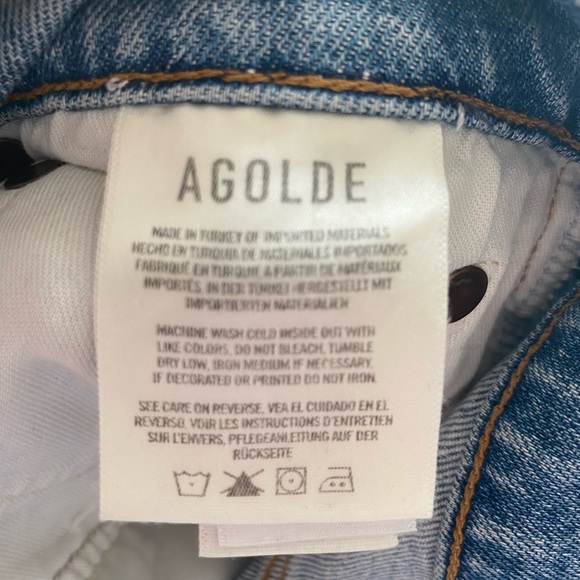 AGOLDE
MADE IN TURKEY OF IMPORTED MATERIALS
HECHO EN TURQUIA DE MATERIALES IMPORTADOS
FABRIQUÉ EN TURQUIE A PARTIR DE MATÉRIAUX
IMPORTÉS, IN DER TÜRKEI HERGESTELLT MIT
IMPORTIERTEN MATERIALIEN
MACHINE WASH COLD INSIDE OUT WITH
LIKE COLORS, DO NOT BLEACH, TUMBLE
DRY LOW, IRON MEDIUM IF NECESSARY,
IF DECORATED OR PRINTED DO NOT IRON.
SEE CARE ON REVERSE, VEA EL CUIDADO EN EL
REVERSO, VOIR LES INSTRUCTIONS D'ENTRETIEN
SUR L'ENVERS, PFLEGEANLEITUNG AUF DER
RÜCKSEITE